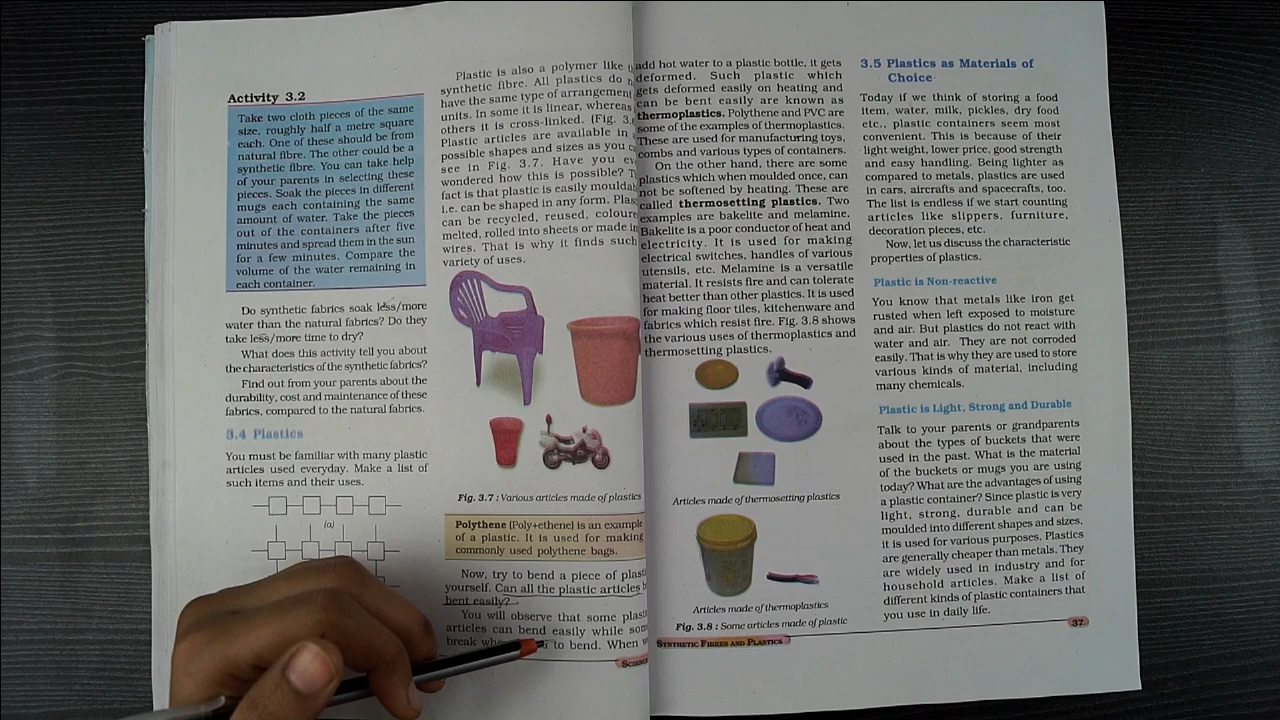 Activity 3.2
Take two cloth pieces of the same
size, roughly half a metre square
each. One of these should be from
natural fibre. The other could be a
synthetic fibre. You can take help
of your parents in selecting these
pieces. Soak the pieces in different
mugs each containing the same
amount of water. Take the pieces
out of the containers after five
minutes and spread them in the sun
for a few minutes. Compare the
volume of the water remaining in
each container.
Do synthetic fabrics soak less/more
water than the natural fabrics? Do they
take less/more time to dry?
What does this activity tell you about
the characteristics of the synthetic fabrics?
Find out from your parents about the
durability, cost and maintenance of these
fabrics, compared to the natural fabrics.
3.4 Plastics
You must be familiar with many plastic
articles used everyday. Make a list of
such items and their uses.
(a)
Plastic is also a polymer like
synthetic fibre. All plastics do
have the same type of arrangement
units. In some it is linear, whereas
others it is cross-linked. (Fig. 3.
Plastic articles are available in
possible shapes and sizes as you
see in Fig. 3.7. Have you
wondered how this is possible?
fact is that plastic is easily
i.e. can be shaped in any form.
can be recycled, reused,
melted, rolled into sheets or made
wires. That is why it finds such
variety of uses.
Fig. 3.7 : Various articles made of plastics
Polythene (Poly+ethene) is an example
of a plastic. It is used for making
commonly used polythene bags.
Now, try to bend a piece of
yourself. Can all the plastic articles
bent easily?
You will observe that some
articles can bend easily while
break to bend. When
add hot water to a plastic bottle, it gets
deformed. Such plastic which
gets deformed easily on heating and
can be bent easily are known as
thermoplastics. Polythene and PVC are
some of the examples of thermoplastics.
These are used for manufacturing toys,
combs and various types of containers.
On the other hand, there are some
plastics which when moulded once, can
not be softened by heating. These are
called thermosetting plastics. Two
examples are bakelite and melamine.
Bakelite is a poor conductor of heat and
electricity. It is used for making
electrical switches, handles of various
utensils, etc. Melamine is a versatile
material. It resists fire and can tolerate
heat better than other plastics. It is used
for making floor tiles, kitchenware and
fabrics which resist fire. Fig. 3.8 shows
the various uses of thermoplastics and
thermosetting plastics.
Articles made of thermosetting plastics
Articles made of thermoplastics
Fig. 3.8 : Some articles made of plastic
SYNTHETIC FIBRES AND PLASTICS
3.5 Plastics as Materials of
Choice
Today if we think of storing a food
item, water, milk, pickles, dry food
etc., plastic containers seem most
convenient. This is because of their
light weight, lower price, good strength
and easy handling. Being lighter as
compared to metals, plastics are used
in cars, aircrafts and spacecrafts, too.
The list is endless if we start counting
articles like slippers, furniture,
decoration pieces, etc.
Now, let us discuss the characteristic
properties of plastics.
Plastic is Non-reactive
You know that metals like iron get
rusted when left exposed to moisture
and air. But plastics do not react with
water and air. They are not corroded
easily. That is why they are used to store
various kinds of material, including
many chemicals.
Plastic is Light, Strong and Durable
Talk to your parents or grandparents
about the types of buckets that were
used in the past. What is the material
of the buckets or mugs you are using
today? What are the advantages of using
a plastic container? Since plastic is very
light, strong, durable and can be
moulded into different shapes and sizes,
it is used for various purposes. Plastics
are generally cheaper than metals. They
are widely used in industry and for
household articles. Make a list of
different kinds of plastic containers that
you use in daily life.
37